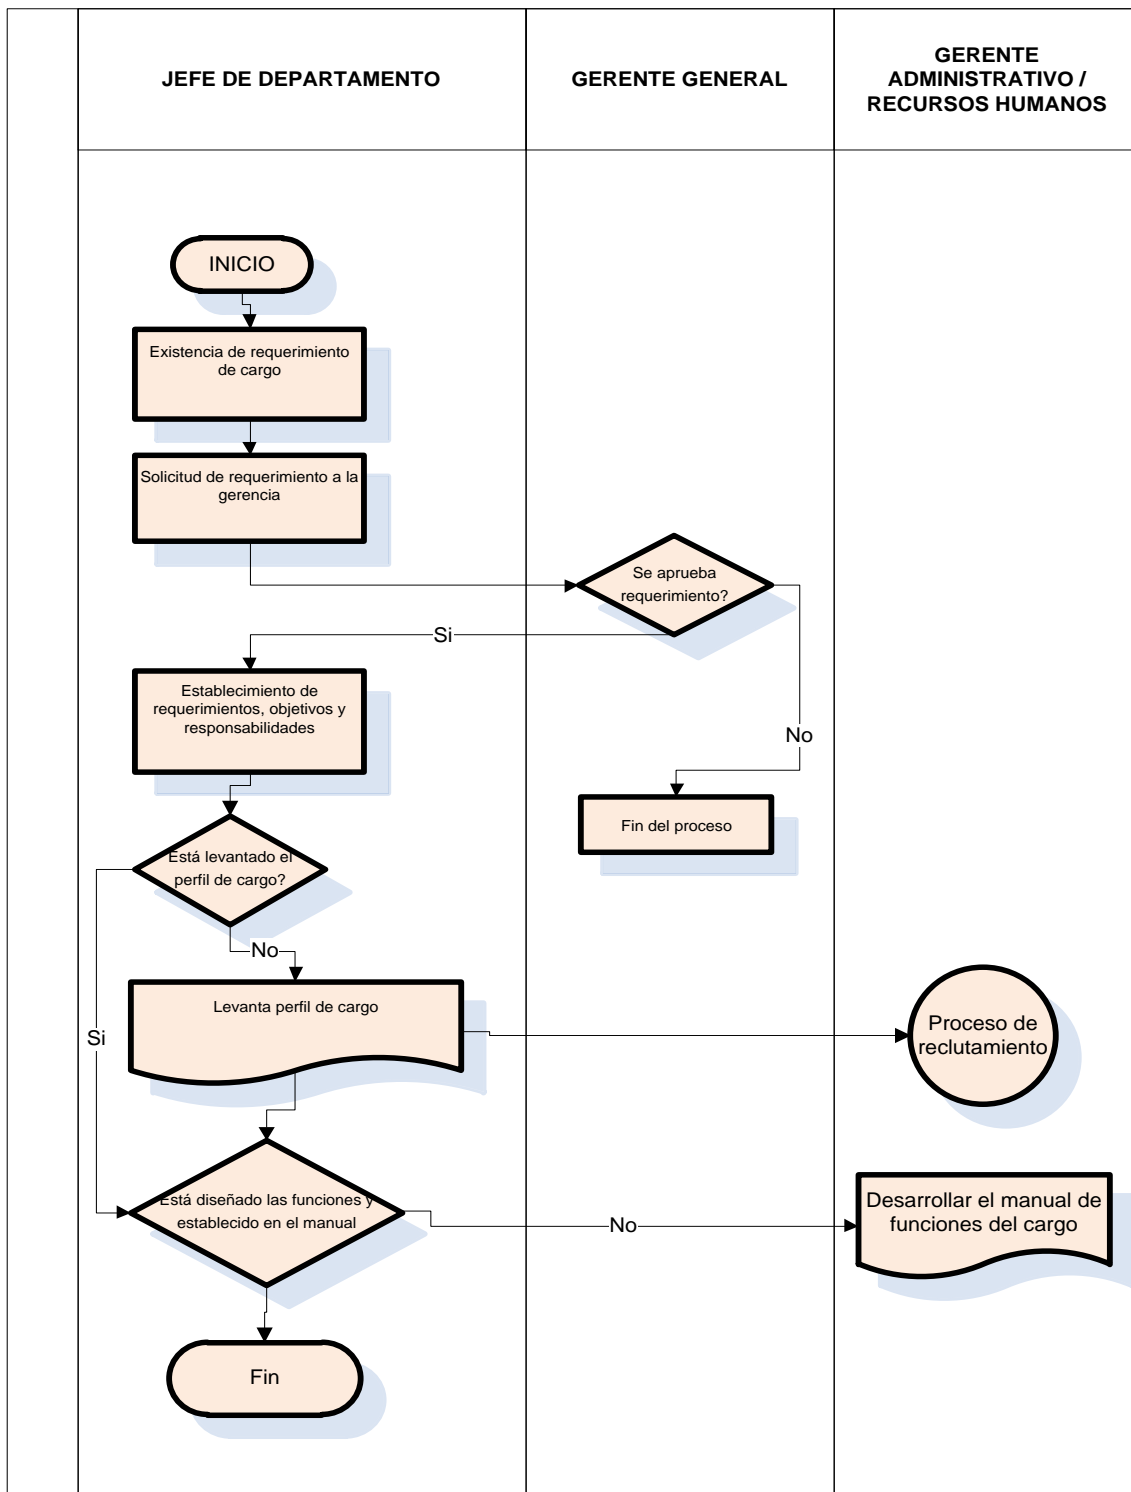 JEFE DE DEPARTAMENTO
GERENTE GENERAL
GERENTE
ADMINISTRATIVO /
RECURSOS HUMANOS
INICIO
Existencia de requerimiento
de cargo
Solicitud de requerimiento a la
gerencia
Se aprueba
requerimiento?
Si
Establecimiento de
requerimientos, objetivos y
responsabilidades
No
Fin del proceso
Está levantado el
perfil de cargo?
No
Levanta perfil de cargo
Si
Proceso de
reclutamiento
Está diseñado las funciones y
establecido en el manual
No
Desarrollar el manual de
funciones del cargo
Fin